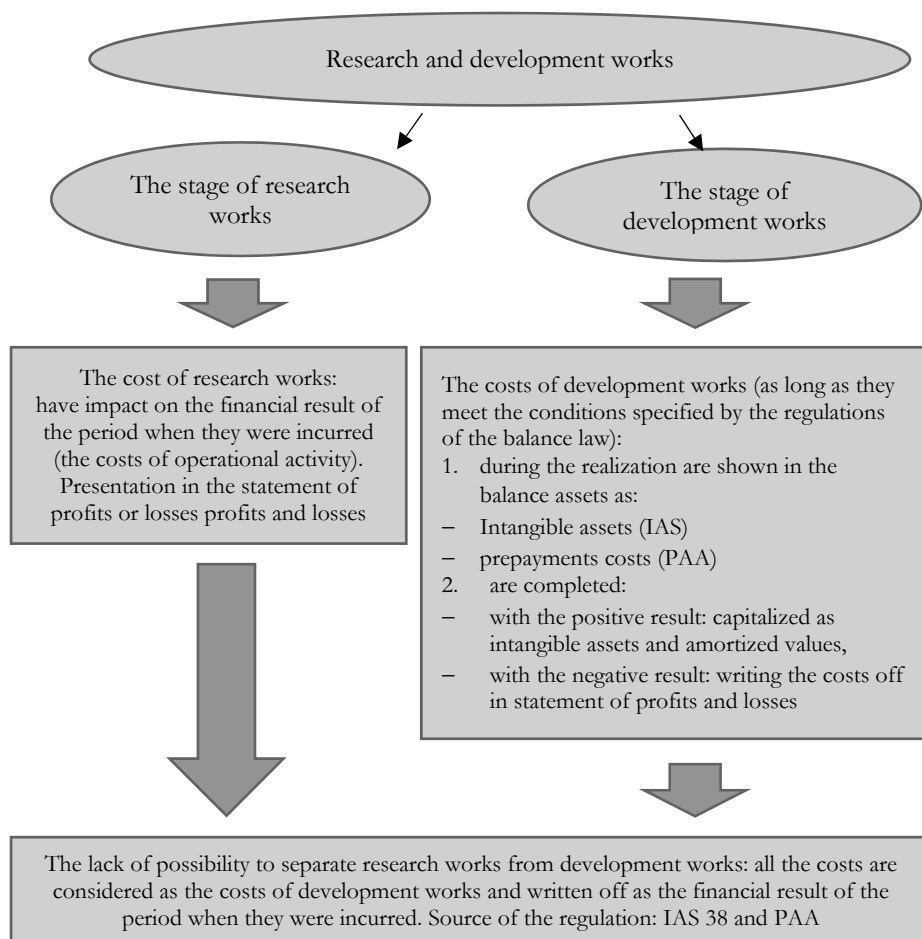 Research and development works
The stage of research
works
The stage of
development works
The cost of research works:
have impact on the financial result of
the period when they were incurred
(the costs of operational activity).
Presentation in the statement of
profits or losses profits and losses
The costs of development works (as long as they
meet the conditions specified by the regulations
of the balance law):
1. during the realization are shown in the
balance assets as:
– Intangible assets (IAS)
– prepayments costs (PAA)
2. are completed:
– with the positive result: capitalized as
intangible assets and amortized values,
– with the negative result: writing the costs off
in statement of profits and losses
The lack of possibility to separate research works from development works: all the costs are
considered as the costs of development works and written off as the financial result of the
period when they were incurred. Source of the regulation: IAS 38 and PAA